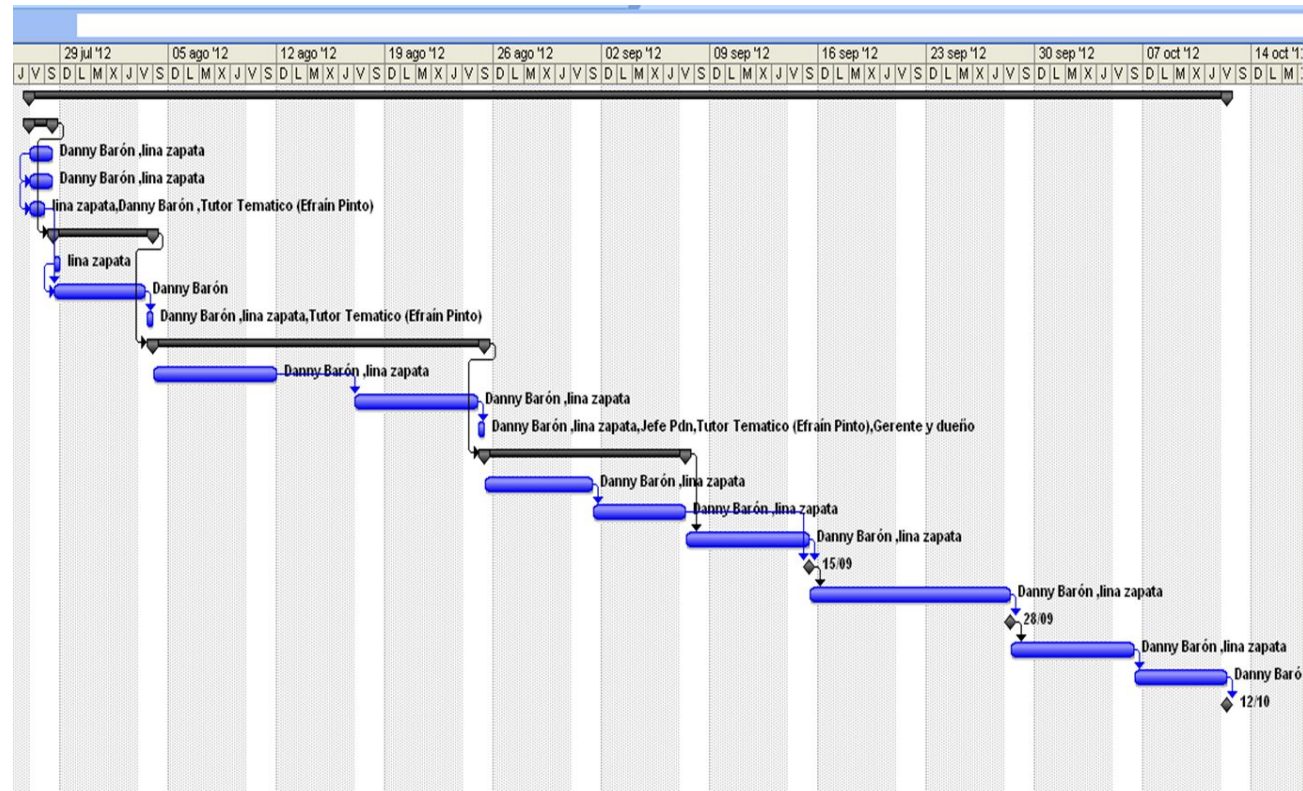 29 jul '12 05 ago '12 12 ago '12 19 ago '12 26 ago '12 02 sep '12 09 sep '12 16 sep '12 23 sep '12 30 sep '12 07 oct '12 14 oct '1
J V S D L M X J V S D L M X J V S D L M X J V S D L M X J V S D L M X J V S D L M X J V S D L M X J V S D L M X J V S D L M X J V S D L M X J V S D L M X J V S D L M
Danny Barón ,lina zapata
Danny Barón ,lina zapata
lina zapata,Danny Barón ,Tutor Tematico (Efraín Pinto)
lina zapata
Danny Barón
Danny Barón ,lina zapata,Tutor Tematico (Efraín Pinto)
Danny Barón ,lina zapata
Danny Barón ,lina zapata
Danny Barón ,lina zapata,Jefe Pdn,Tutor Tematico (Efraín Pinto),Gerente y dueño
Danny Barón ,lina zapata
Danny Barón ,lina zapata
Danny Barón ,lina zapata
15/09
Danny Barón ,lina zapata
28/09
Danny Barón ,lina zapata
Danny Baró
12/10